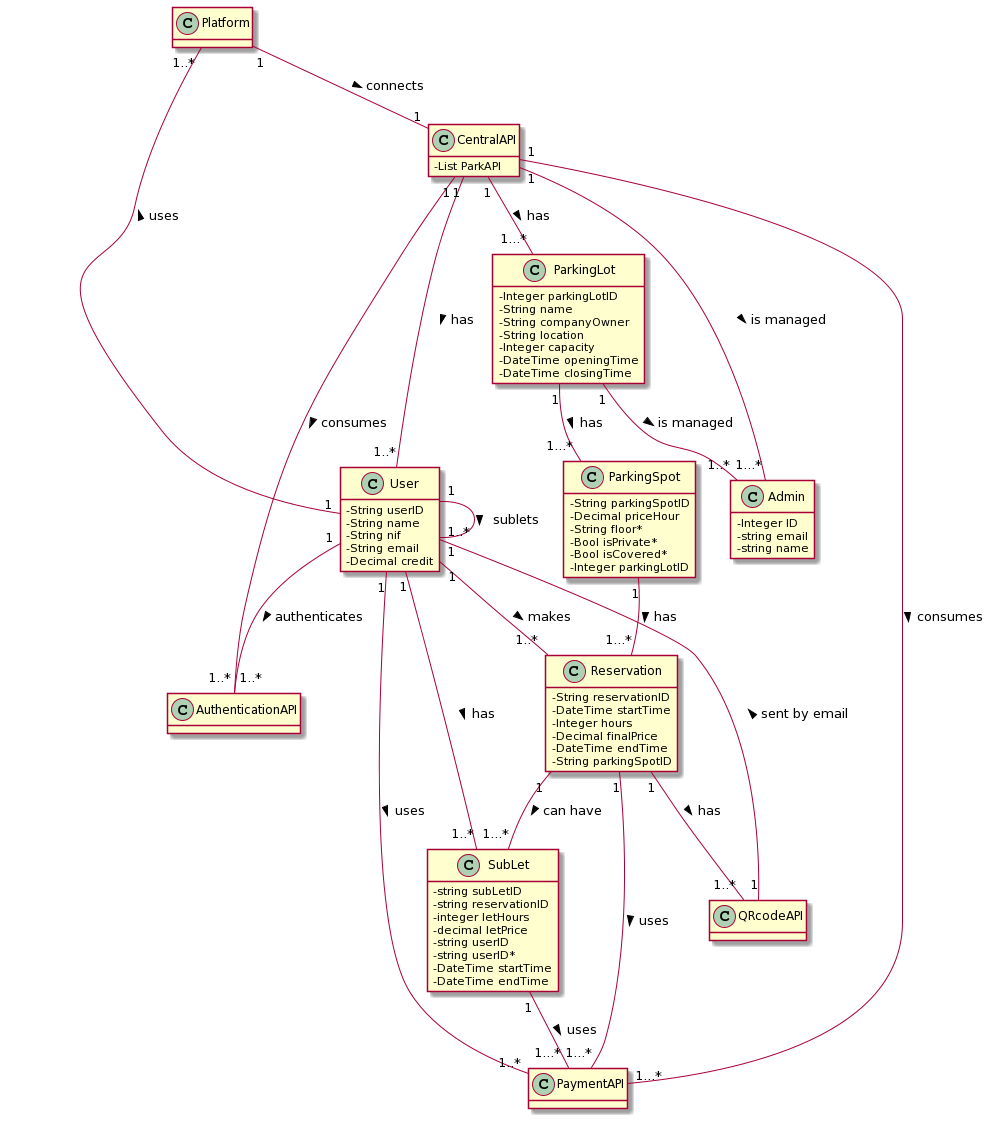 C Platform
1..*
1
connects
1
C CentralAPI
-List ParkAPI
1
1
1
1
1
uses
has
1...*
C ParkingLot
-Integer parkingLotID
-String name
-String companyOwner
-String location
-Integer capacity
-DateTime openingTime
-DateTime closingTime
has
is managed
1
1
consumes
has
is managed
1..*
1...*
1..*
1...*
C User
-String userID
-String name
-String nif
-String email
-Decimal credit
1
1
1
1..*
sublets
1
1
1
1
C ParkingSpot
-String parkingSpotID
-Decimal priceHour
-String floor*
-Bool isPrivate*
-Bool isCovered*
-Integer parkingLotID
1
C Admin
-Integer ID
-string email
-string name
authenticates
makes
has
consumes
1..*
1...*
1..*
1..*
C AuthenticationAPI
C Reservation
-String reservationID
-DateTime startTime
-Integer hours
-Decimal finalPrice
-DateTime endTime
-String parkingSpotID
has
sent by email
1
1
1
uses
can have
has
1..*
1...*
C SubLet
-string subLetID
-string reservationID
-integer letHours
-decimal letPrice
-string userID
-string userID*
-DateTime startTime
-DateTime endTime
1..*
1
C QRcodeAPI
uses
1
uses
1..*
1...*
1...*
1...*
C PaymentAPI